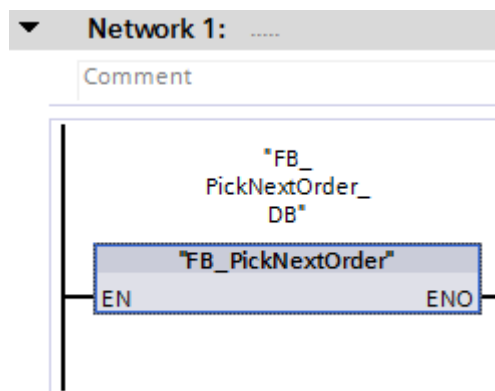 Network 1: .....
Comment
"FB_
PickNextOrder_
DB"
"FB_PickNextOrder"
EN ENO